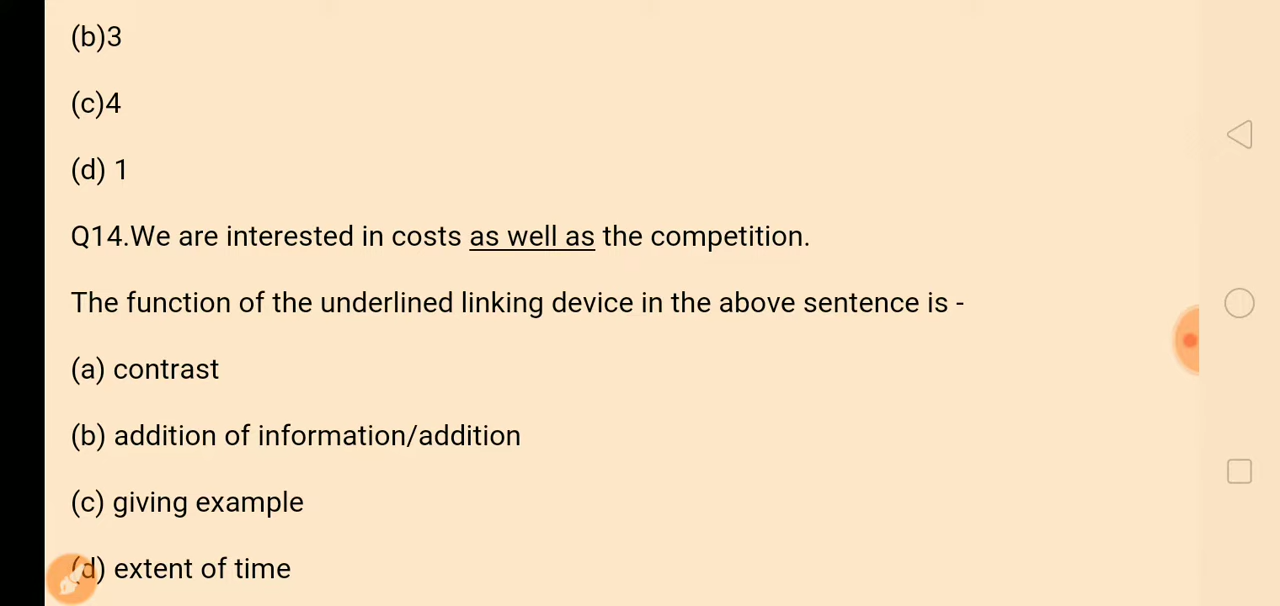 (b)3
(c)4
(d) 1
Q14.We are interested in costs as well as the competition.
The function of the underlined linking device in the above sentence is -
(a) contrast
(b) addition of information/addition
(c) giving example
(d) extent of time